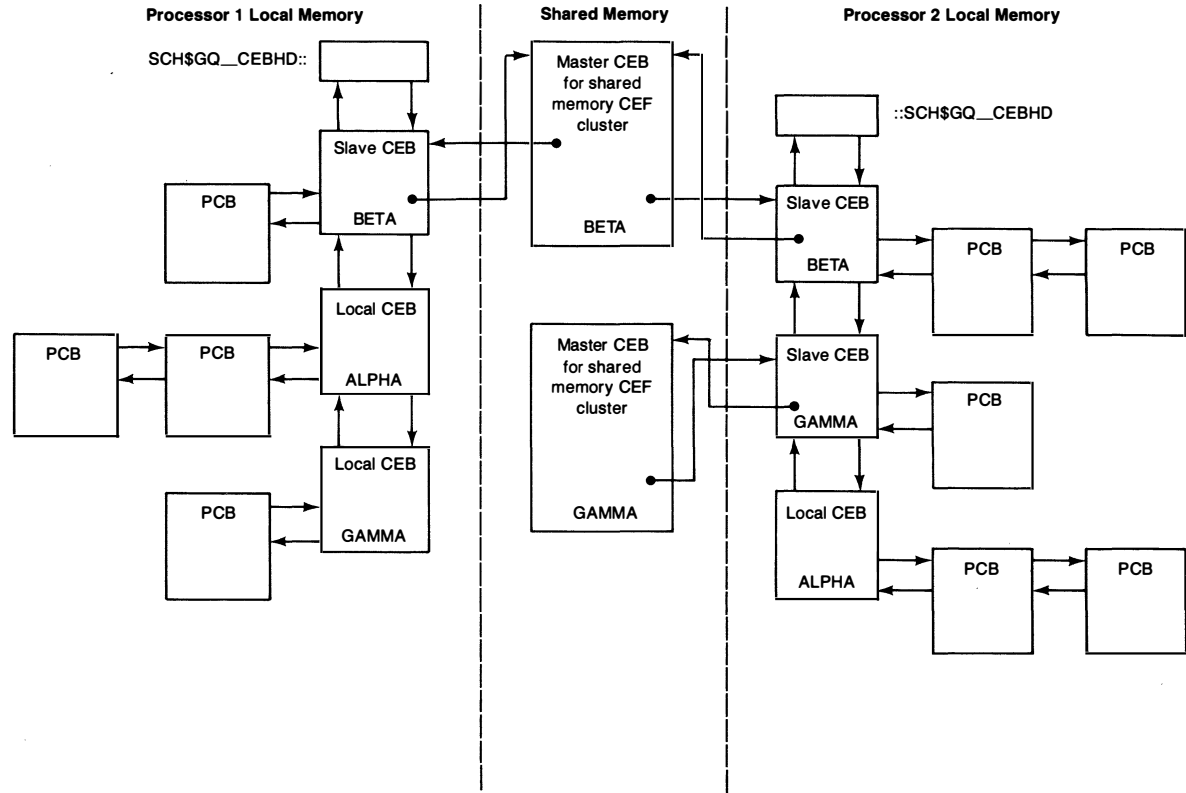 Processor 1 Local Memory
Shared Memory
Processor 2 Local Memory
SCH$GQ__CEBHD::
Slave CEB
BETA
PCB
Local CEB
ALPHA
PCB
PCB
Local CEB
GAMMA
PCB
Master CEB
for shared
memory CEF
cluster
BETA
Master CEB
for shared
memory CEF
cluster
GAMMA
::SCH$GQ__CEBHD
Slave CEB
BETA
PCB
PCB
Slave CEB
GAMMA
PCB
Local CEB
ALPHA
PCB
PCB